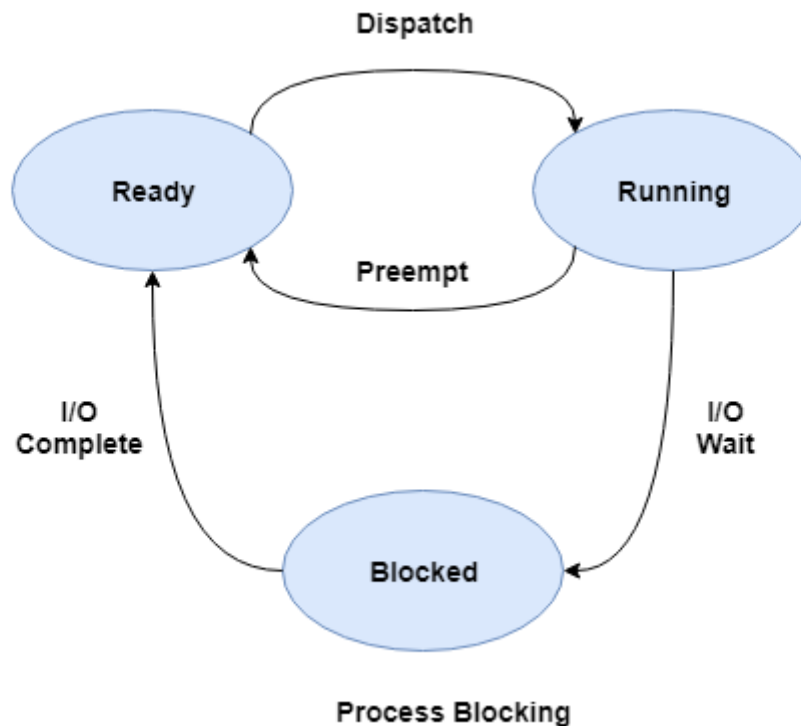 Dispatch
Ready
Running
Preempt
I/O
Complete
I/O
Wait
Blocked
Process Blocking